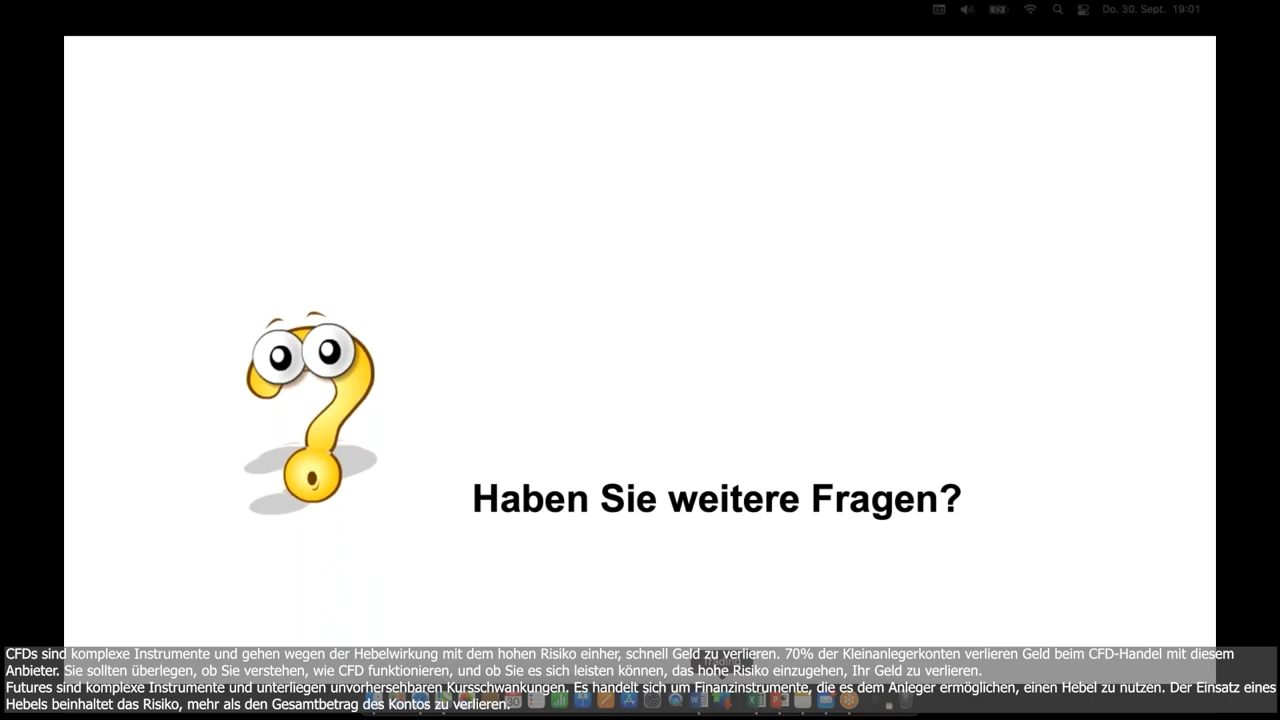 Do. 30. Sept. 19:01
Haben Sie weitere Fragen?
CFDs sind komplexe Instrumente und gehen wegen der Hebelwirkung mit dem hohen Risiko einher, schnell Geld zu verlieren. 70% der Kleinanlegerkonten verlieren Geld beim CFD-Handel mit diesem
Anbieter. Sie sollten überlegen, ob Sie verstehen, wie CFD funktionieren, und ob Sie es sich leisten können, das hohe Risiko einzugehen, Ihr Geld zu verlieren.
Futures sind komplexe Instrumente und unterliegen unvorhersehbaren Kursschwankungen. Es handelt sich um Finanzinstrumente, die es dem Anleger ermöglichen, einen Hebel zu nutzen. Der Einsatz eines
Hebels beinhaltet das Risiko, mehr als den Gesamtbetrag des Kontos zu verlieren.